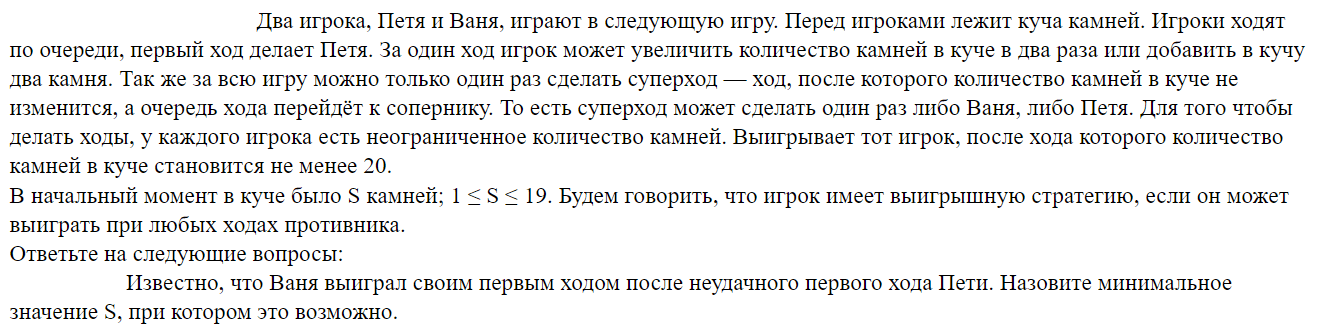 Два игрока, Петя и Ваня, играют в следующую игру. Перед игроками лежит куча камней. Игроки ходят
по очереди, первый ход делает Петя. За один ход игрок может увеличить количество камней в куче в два раза или добавить в кучу
два камня. Так же за всю игру можно только один раз сделать суперход — ход, после которого количество камней в куче не
изменится, а очередь хода перейдёт к сопернику. То есть суперход может сделать один раз либо Ваня, либо Петя. Для того чтобы
делать ходы, у каждого игрока есть неограниченное количество камней. Выигрывает тот игрок, после хода которого количество
камней в куче становится не менее 20.
В начальный момент в куче было S камней; 1 ≤ S ≤ 19. Будем говорить, что игрок имеет выигрышную стратегию, если он может
выиграть при любых ходах противника.
Ответьте на следующие вопросы:
Известно, что Ваня выиграл своим первым ходом после неудачного первого хода Пети. Назовите минимальное
значение S, при котором это возможно.